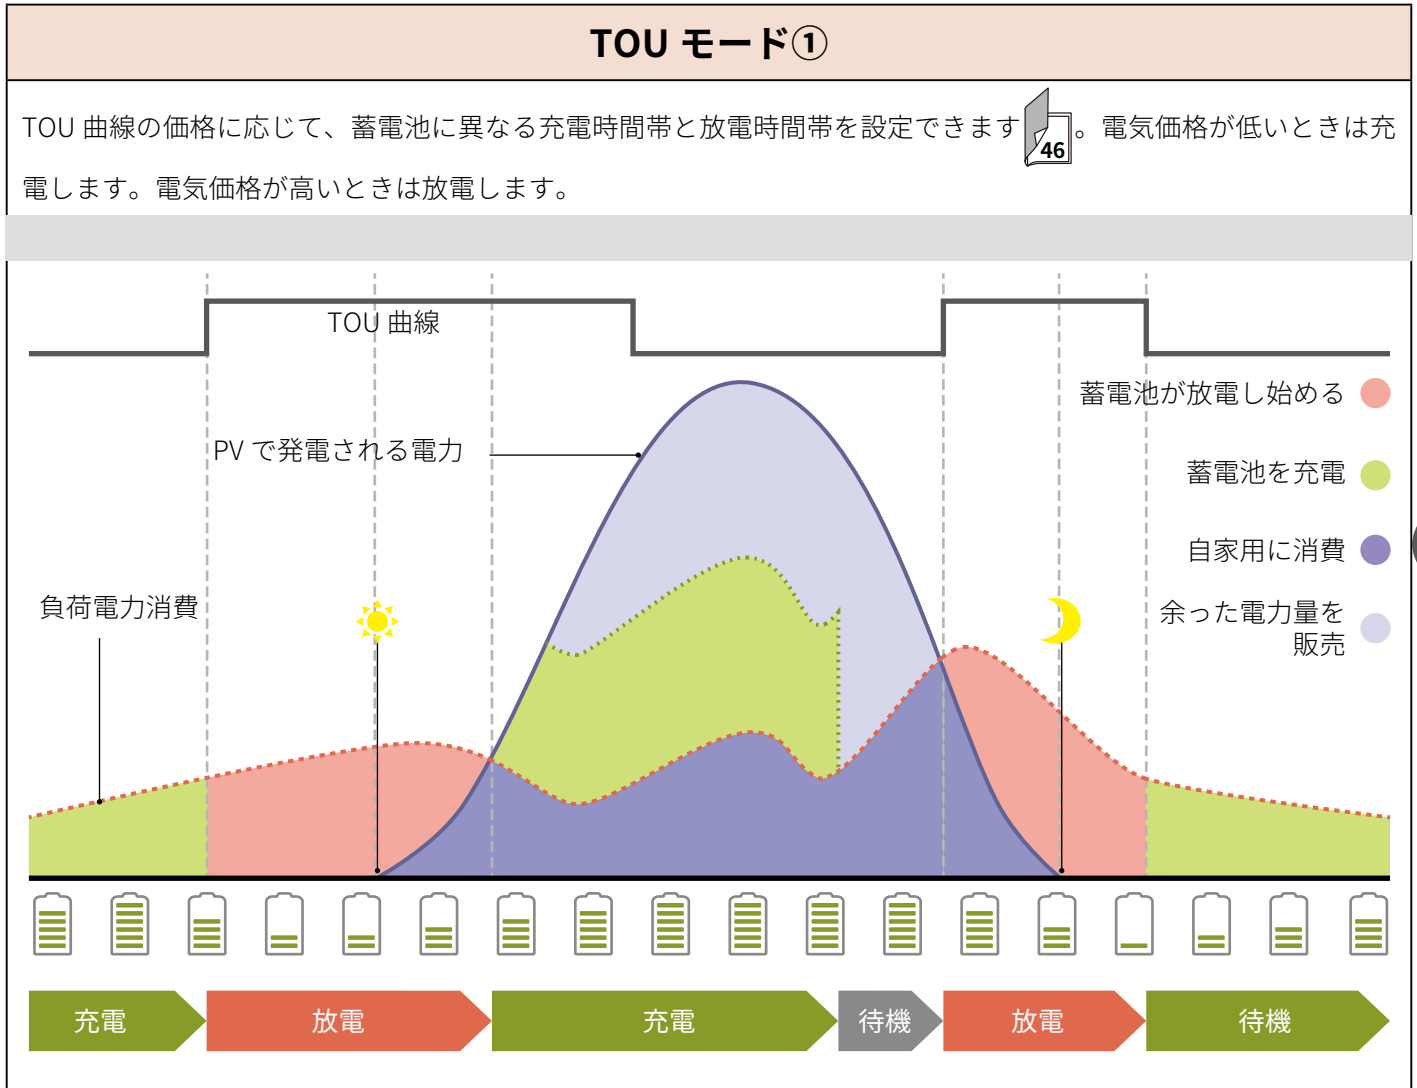 TOU モード①
TOU 曲線の価格に応じて、蓄電池に異なる充電時間帯と放電時間帯を設定できます 46 。電気価格が低いときは充
電します。電気価格が高いときは放電します。
TOU 曲線
蓄電池が放電し始める
PV で発電される電力
蓄電池を充電
自家用に消費
負荷電力消費
余った電力量を
販売
充電
放電
充電
待機
放電
待機